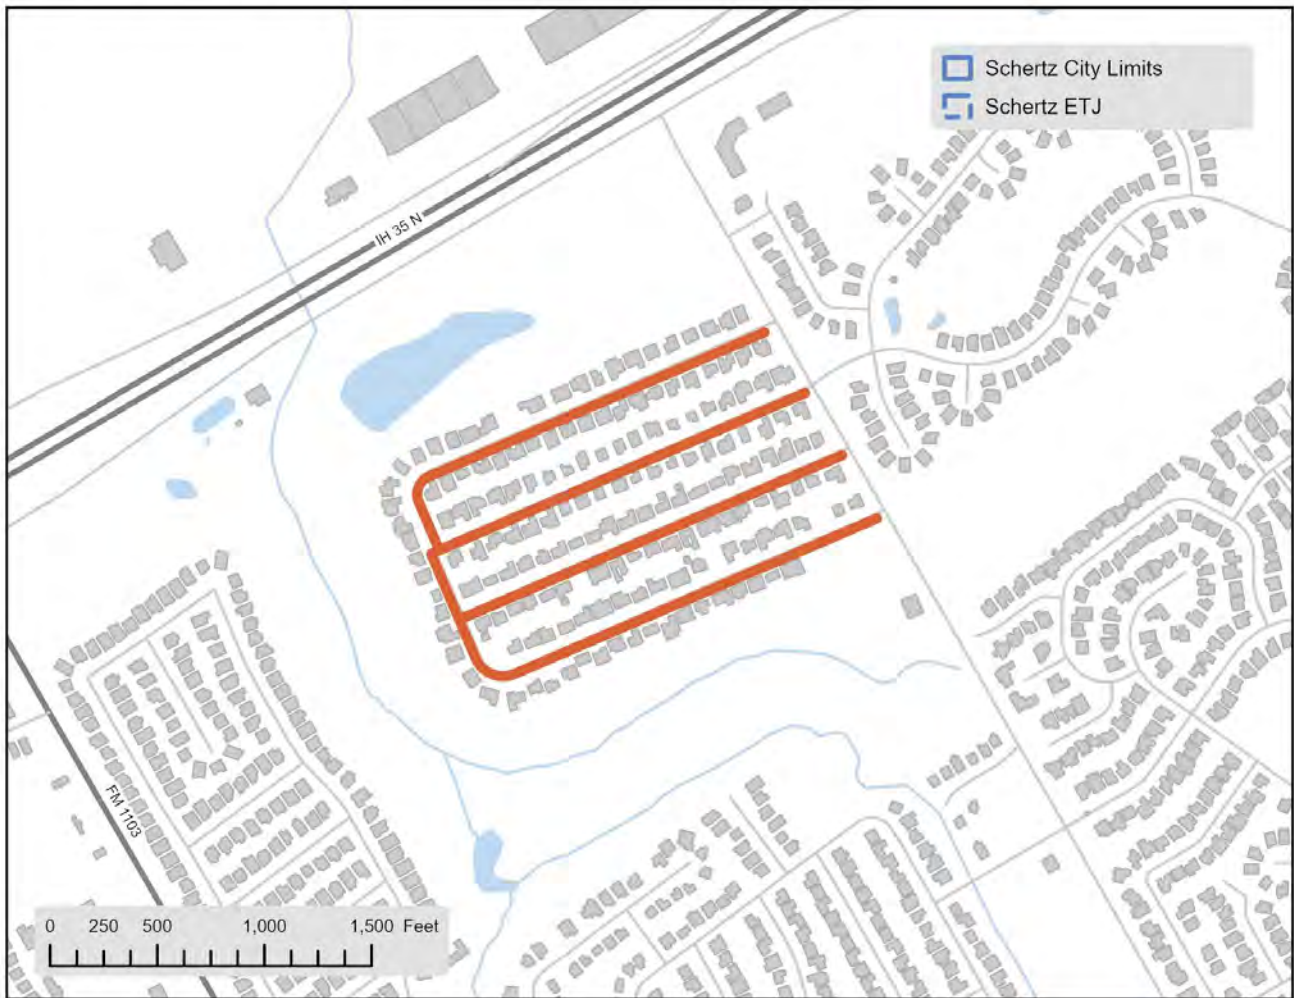 Schertz City Limits
Schertz ETJ
IH 35 N
FM 1103
0 250 500 1,000 1,500 Feet